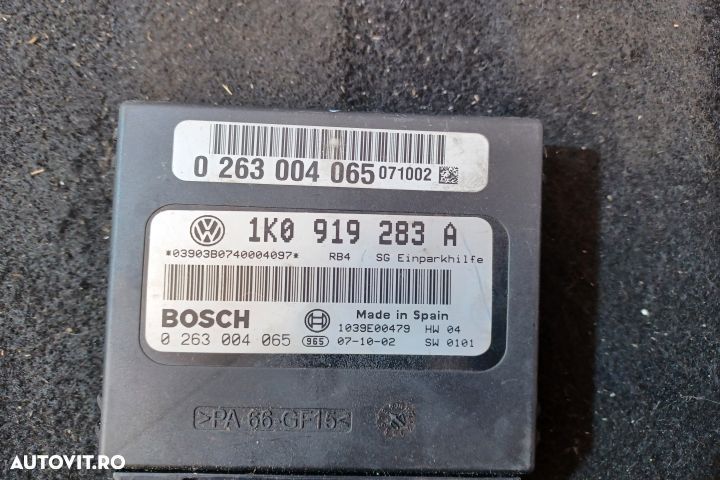 0 263 004 065 071002
1K0 919 283 A
*03903B0740004097* RB4 SG Einparkhilfe
BOSCH Made in Spain
1039E00479 HW 04
0 263 004 065 965 07-10-02 SW 0101
>PA 66-GF15<
AUTOVIT.RO